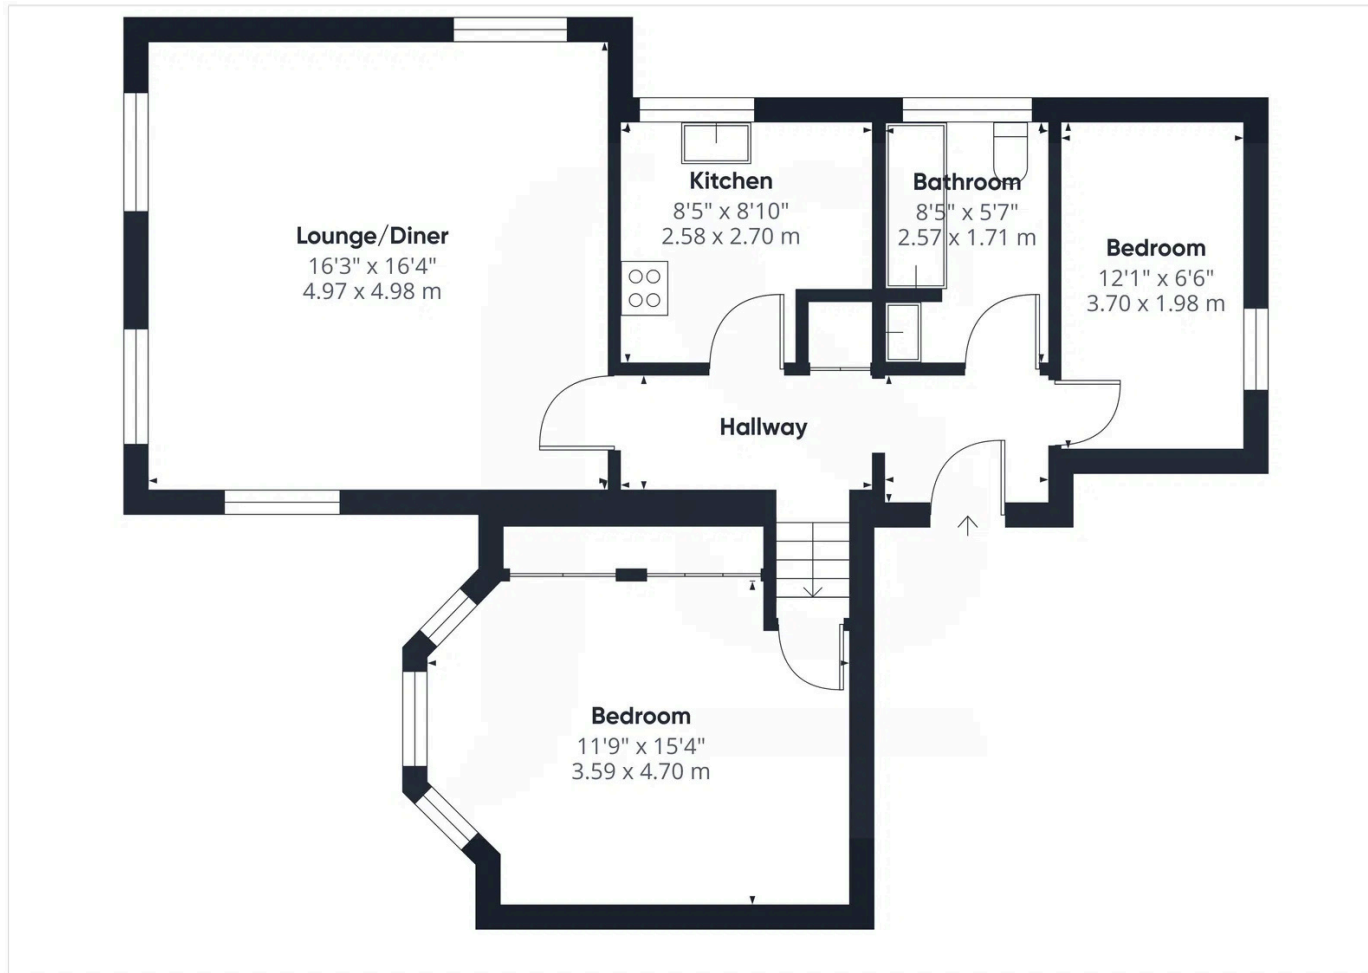 Lounge/Diner
16'3" x 16'4"
4.97 x 4.98 m
Kitchen
8'5" x 8'10"
2.58 x 2.70 m
Bathroom
8'5" x 5'7"
2.57 x 1.71 m
Bedroom
12'1" x 6'6"
3.70 x 1.98 m
Hallway
Bedroom
11'9" x 15'4"
3.59 x 4.70 m